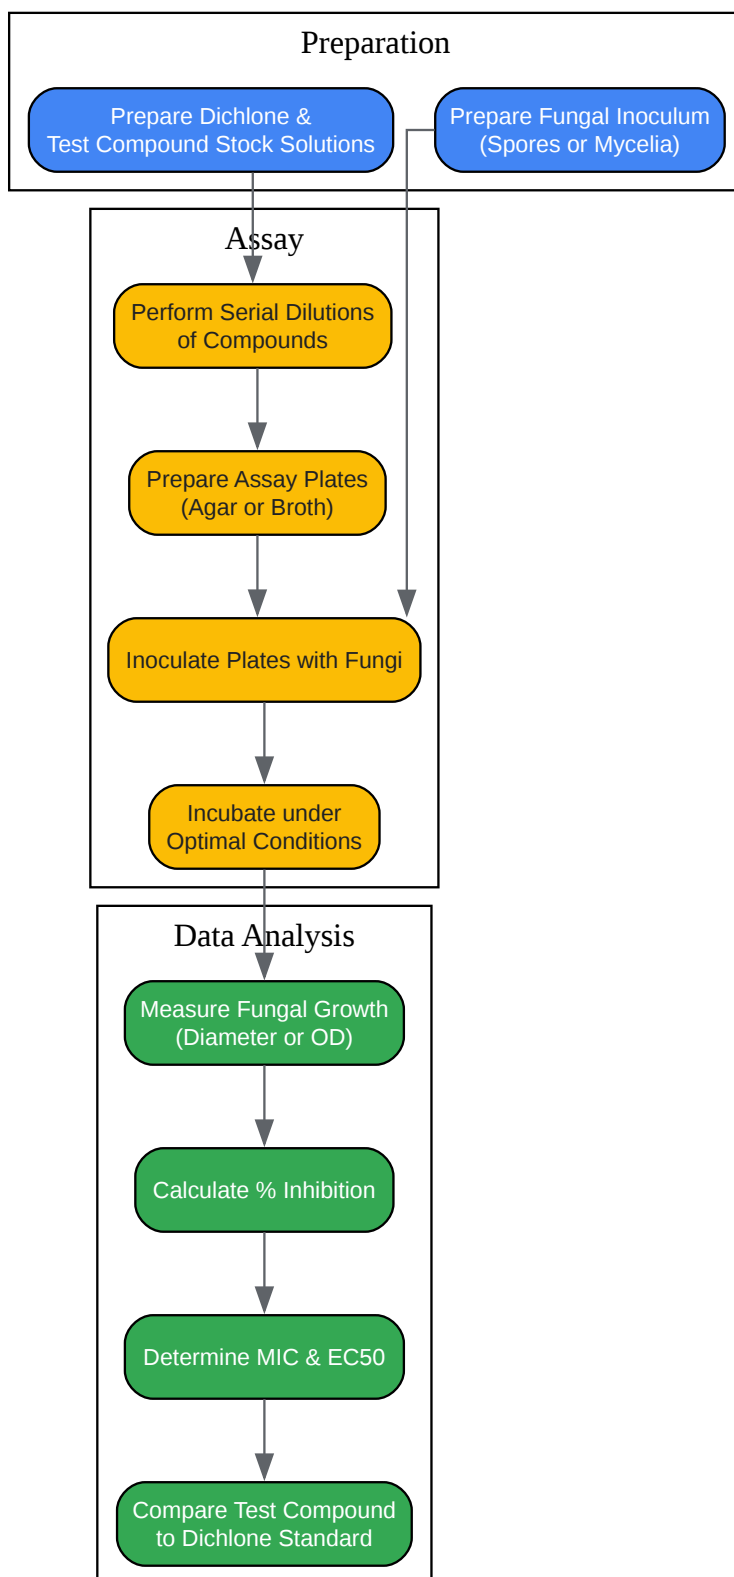 Preparation
Prepare Dichlone &
Test Compound Stock Solutions
Prepare Fungal Inoculum
(Spores or Mycelia)
Assay
Perform Serial Dilutions
of Compounds
Prepare Assay Plates
(Agar or Broth)
Inoculate Plates with Fungi
Incubate under
Optimal Conditions
Data Analysis
Measure Fungal Growth
(Diameter or OD)
Calculate % Inhibition
Determine MIC & EC50
Compare Test Compound
to Dichlone Standard